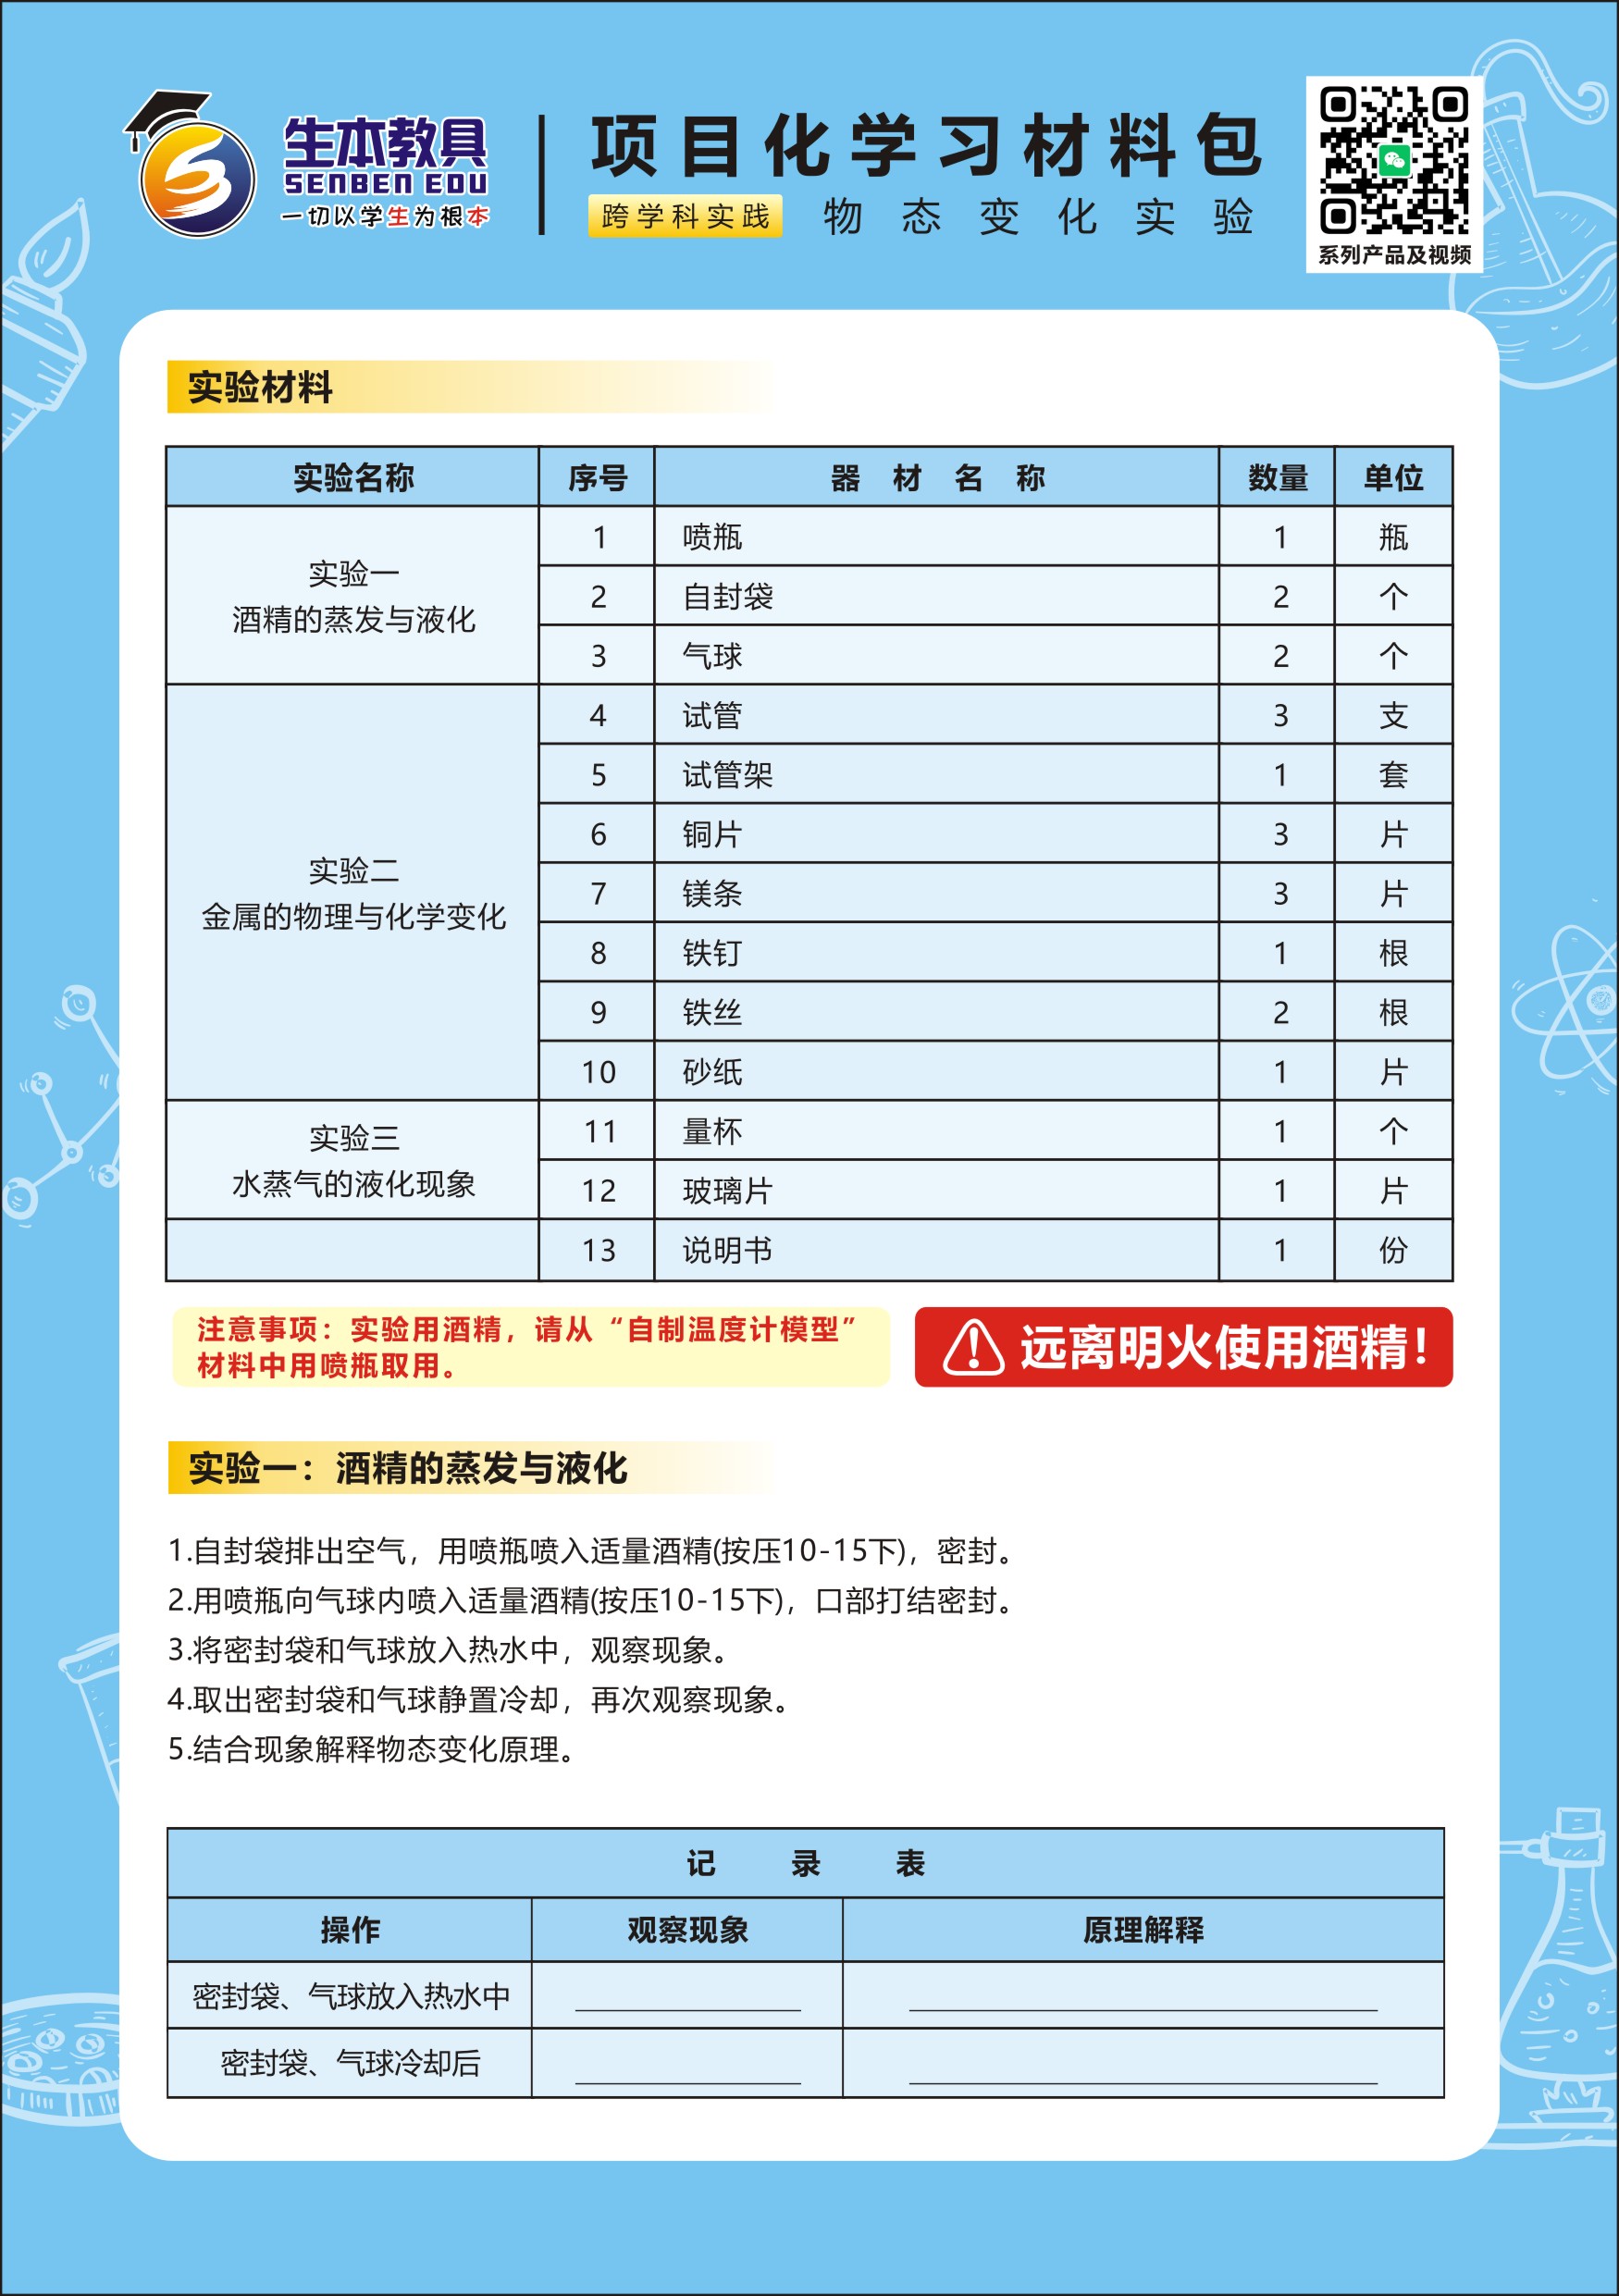 生本教具
SENBEN EDU
一切以学生为根本
项目化学习材料包
跨学科实践 物态变化实验
系列产品及视频
实验材料
实验名称 序号 器材名称 数量 单位
实验一
酒精的蒸发与液化
1 喷瓶 1 瓶
2 自封袋 2 个
3 气球 2 个
实验二
金属的物理与化学变化
4 试管 3 支
5 试管架 1 套
6 铜片 3 片
7 镁条 3 片
8 铁钉 1 根
9 铁丝 2 根
10 砂纸 1 片
实验三
水蒸气的液化现象
11 量杯 1 个
12 玻璃片 1 片
13 说明书 1 份
注意事项：实验用酒精，请从“自制温度计模型”
材料中用喷瓶取用。
远离明火使用酒精！
实验一：酒精的蒸发与液化
1.自封袋排出空气，用喷瓶喷入适量酒精(按压10-15下)，密封。
2.用喷瓶向气球内喷入适量酒精(按压10-15下)，口部打结密封。
3.将密封袋和气球放入热水中，观察现象。
4.取出密封袋和气球静置冷却，再次观察现象。
5.结合现象解释物态变化原理。
记录表
操作 观察现象 原理解释
密封袋、气球放入热水中
密封袋、气球冷却后